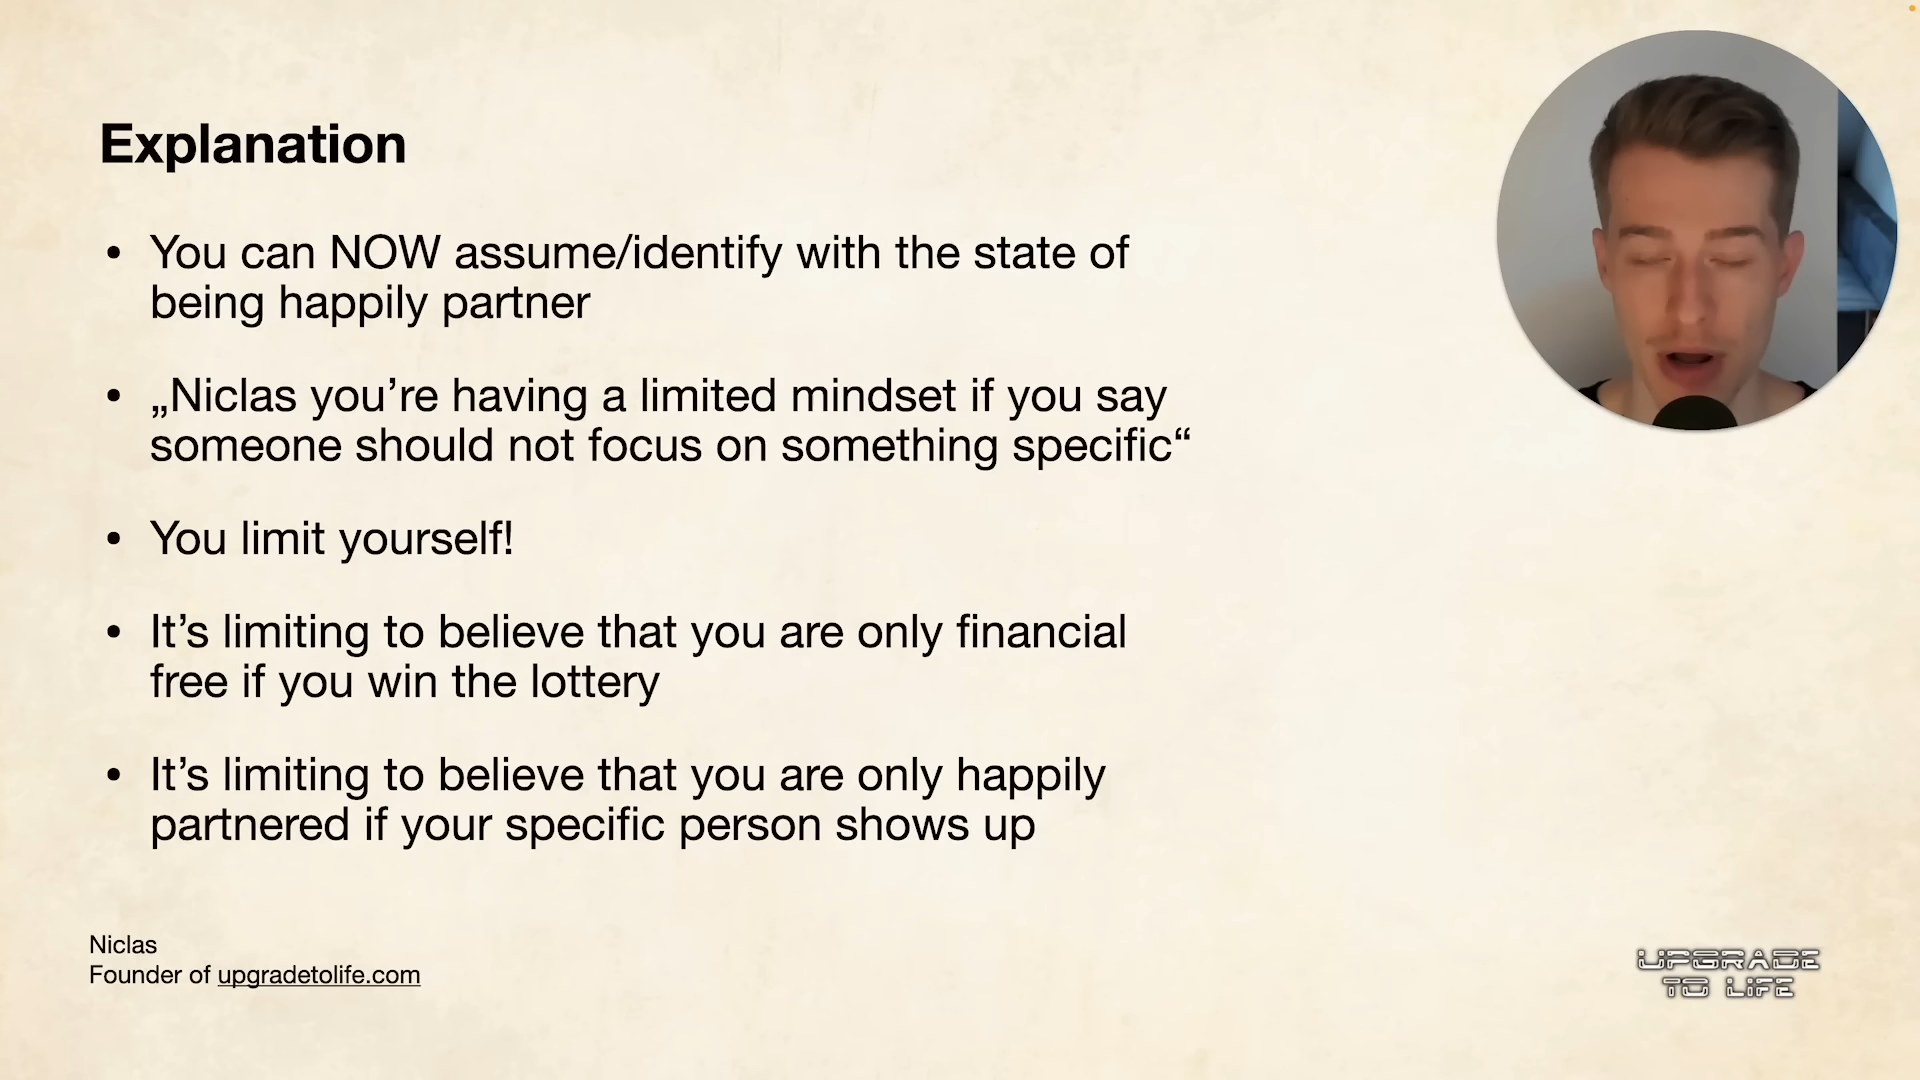 Explanation
• You can NOW assume/identify with the state of
being happily partner
• „Niclas you’re having a limited mindset if you say
someone should not focus on something specific“
• You limit yourself!
• It’s limiting to believe that you are only financial
free if you win the lottery
• It’s limiting to believe that you are only happily
partnered if your specific person shows up
Niclas
Founder of upgradetolife.com
UPGRADE
TO LIFE